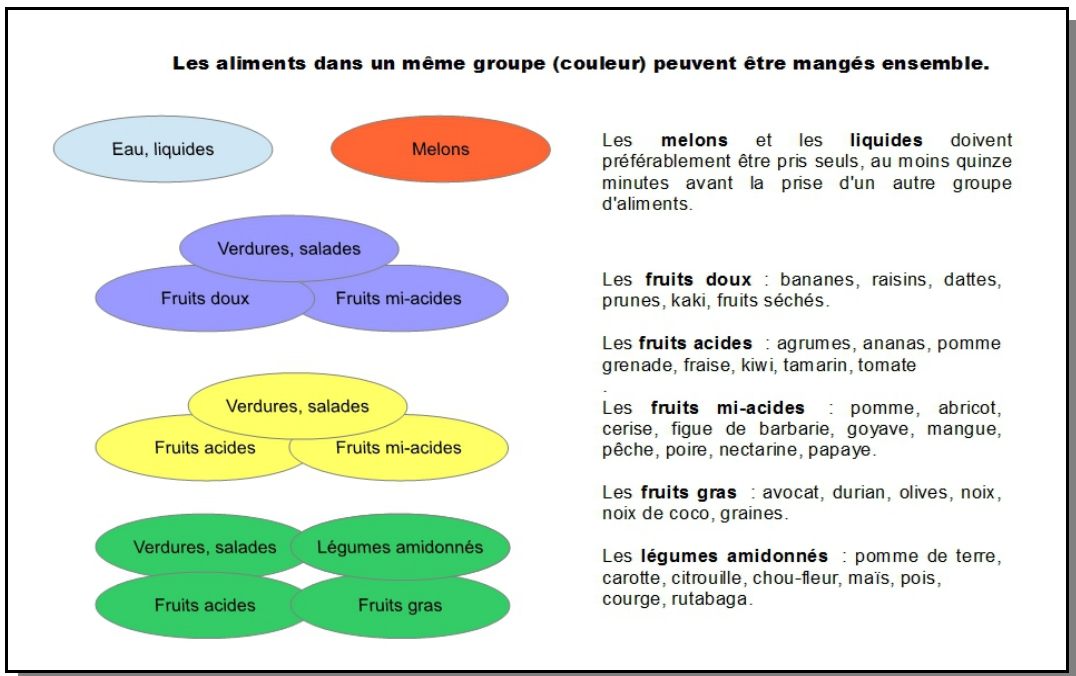 Les aliments dans un même groupe (couleur) peuvent être mangés ensemble.
Eau, liquides
Melons
Les melons et les liquides doivent
préférablement être pris seuls, au moins quinze
minutes avant la prise d'un autre groupe
d'aliments.
Verdures, salades
Fruits doux
Fruits mi-acides
Les fruits doux : bananes, raisins, dattes,
prunes, kaki, fruits séchés.
Les fruits acides : agrumes, ananas, pomme
grenade, fraise, kiwi, tamarin, tomate
.
Verdures, salades
Fruits acides
Fruits mi-acides
Les fruits mi-acides : pomme, abricot,
cerise, figue de barbarie, goyave, mangue,
pêche, poire, nectarine, papaye.
Les fruits gras : avocat, durian, olives, noix,
noix de coco, graines.
Verdures, salades
Légumes amidonnés
Fruits acides
Fruits gras
Les légumes amidonnés : pomme de terre,
carotte, citrouille, chou-fleur, maïs, pois,
courge, rutabaga.